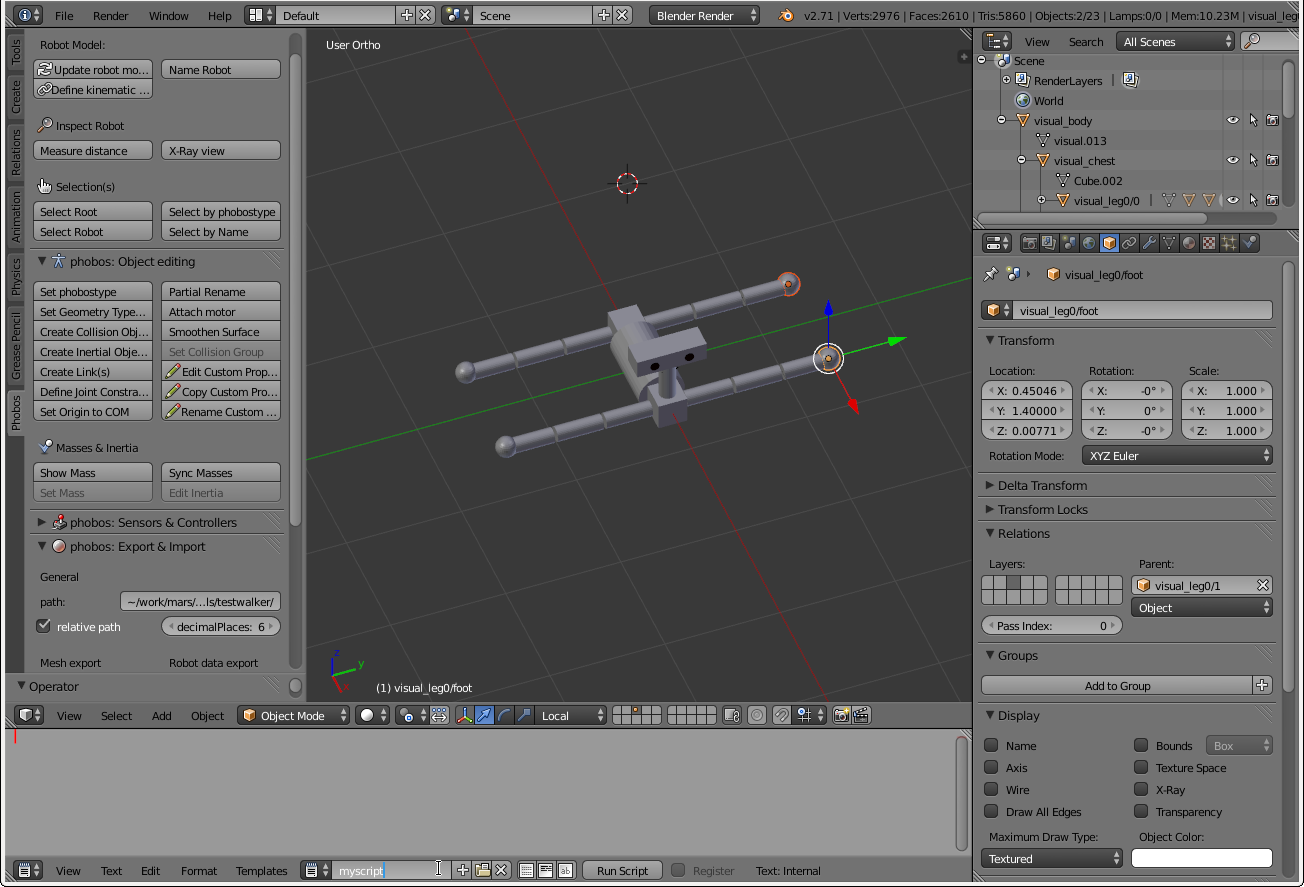 File Render Window Help Default Scene Blender Render v2.71 | Verts:2976 | Faces:2610 | Tris:5860 | Objects:2/23 | Lamps:0/0 | Mem:10.23M | visual_leg
Tools
Create
Relations
Animation
Physics
Grease Pencil
Phobos
Robot Model:
Update robot mo... Name Robot
Define kinematic ...
Inspect Robot
Measure distance X-Ray view
Selection(s)
Select Root Select by phobostype
Select Robot Select by Name
phobos: Object editing
Set phobostype Partial Rename
Set Geometry Type... Attach motor
Create Collision Obj... Smoothen Surface
Create Inertial Obje... Set Collision Group
Create Link(s) Edit Custom Prop...
Define Joint Constra... Copy Custom Pro...
Set Origin to COM Rename Custom ...
Masses & Inertia
Show Mass Sync Masses
Set Mass Edit Inertia
phobos: Sensors & Controllers
phobos: Export & Import
General
path: ~/work/mars/...ls/testwalker/
relative path decimalPlaces: 6
Mesh export Robot data export
Operator
User Ortho
z
y
x
(1) visual_leg0/foot
View Select Add Object Object Mode Local
View Text Edit Format Templates myscript Run Script Register Text: Internal
View Search All Scenes
Scene
RenderLayers |
World
visual_body
visual.013
visual_chest
Cube.002
visual_leg0/0 |
visual_leg0/foot
visual_leg0/foot
Transform
Location: Rotation: Scale:
X: 0.45046 X: -0° X: 1.000
Y: 1.40000 Y: 0° Y: 1.000
Z: 0.00771 Z: -0° Z: 1.000
Rotation Mode: XYZ Euler
Delta Transform
Transform Locks
Relations
Layers: Parent:
visual_leg0/1
Object
Pass Index: 0
Groups
Add to Group
Display
Name Bounds Box
Axis Texture Space
Wire X-Ray
Draw All Edges Transparency
Maximum Draw Type: Object Color:
Textured